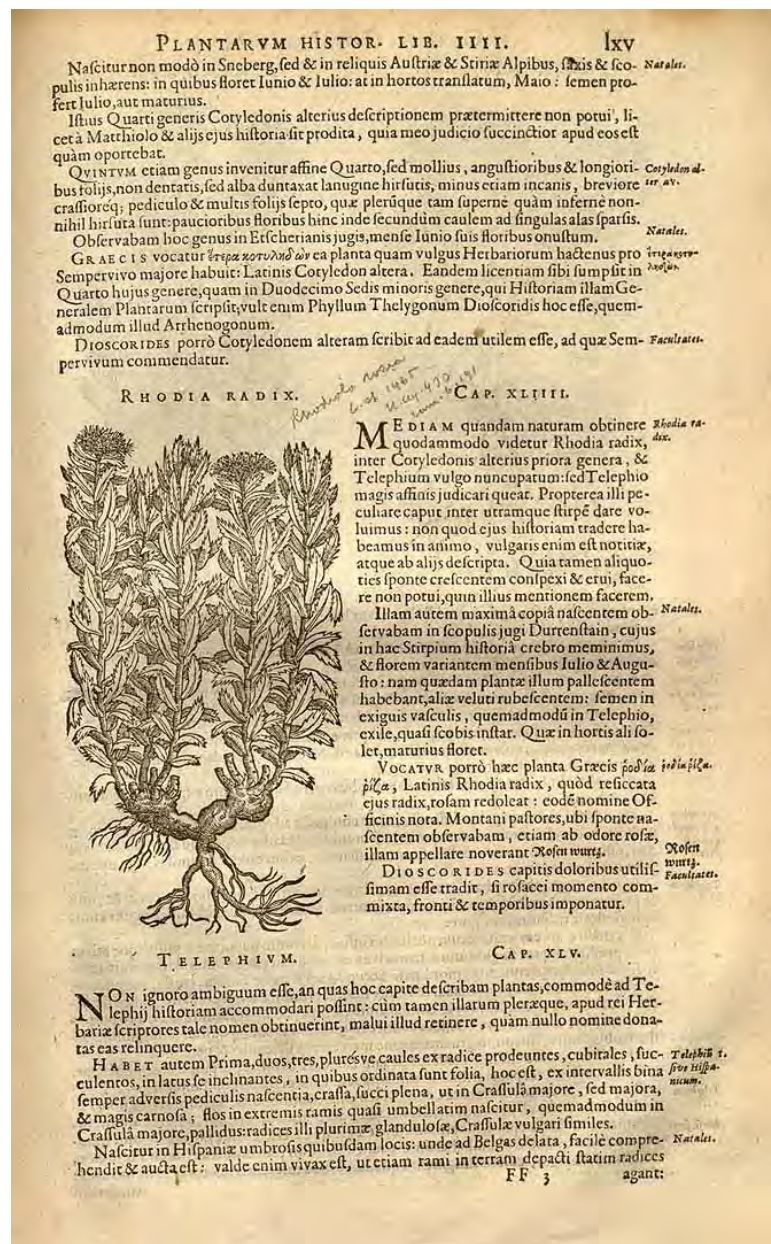 PLANTARVM HISTOR. LIB. IIII. lxv
Naſcitur non modò in Sneberg, ſed & in reliquis Auſtriæ & Stiriæ Alpibus, ſaxis & ſco- Natales.
pulis inhærens: in quibus floret Iunio & Iulio: at in hortos tranſlatum, Maio: ſemen pro-
fert Iulio, aut maturius.
Iſtius Quarti generis Cotyledonis alterius deſcriptionem prætermittere non potui, li-
cet à Matthiolo & alijs ejus hiſtoria ſit prodita, quia meo judicio ſuccinctior apud eos eſt
quàm oportebat.
QVINTVM etiam genus invenitur affine Quarto, ſed mollius, anguſtioribus & longiori- Cotyledon al-
bus folijs, non dentatis, ſed alba duntaxat lanugine hirſutis, minus etiam incanis, breviore ter av.
craſſioréq; pediculo & multis folijs ſepto, quæ plerûque tam ſuperne quàm inferne non-
nihil hirſuta ſunt: paucioribus floribus hinc inde ſecundùm caulem ad ſingulas alas ſparſis.
Obſervabam hoc genus in Etſcherianis jugis, menſe Iunio ſuis floribus onuſtum. Natales.
GRAECIS vocatur ἑτέρα κοτυληδών ea planta quam vulgus Herbariorum hactenus pro ἑτέρα κοτυ-
Sempervivo majore habuit: Latinis Cotyledon altera. Eandem licentiam ſibi ſumpſit in ληδών.
Quarto hujus genere, quam in Duodecimo Sedis minoris genere, qui Hiſtoriam illam Ge-
neralem Plantarum ſcripſit; vult enim Phyllum Thelygonum Dioſcoridis hoc eſſe, quem-
admodum illud Arrhenogonum.
DIOSCORIDES porrò Cotyledonem alteram ſcribit ad eadem utilem eſſe, ad quæ Sem- Facultates.
pervivum commendatur.
Rhodiola rosea
RHODIA RADIX. CAP. XLIIII.
MEDIAM quandam naturam obtinere Rhodia ra-
quodammodo videtur Rhodia radix, dix.
inter Cotyledonis alterius priora genera, &
Telephium vulgo nuncupatum: ſed Telephio
magis affinis judicari queat. Propterea illi pe-
culiare caput inter utramque ſtirpē dare vo-
luimus: non quod ejus hiſtoriam tradere ha-
beamus in animo, vulgaris enim eſt notitiæ,
atque ab alijs deſcripta. Quia tamen aliquo-
ties ſponte creſcentem conſpexi & erui, face-
re non potui, quin illius mentionem facerem.
Illam autem maximâ copiâ naſcentem ob- Natales.
ſervabam in ſcopulis jugi Durrenſtain, cujus
in hac Stirpium hiſtoriâ crebro meminimus,
& florem variantem menſibus Iulio & Augu-
ſto: nam quædam plantæ illum palleſcentem
habebant, aliæ veluti rubeſcentem: ſemen in
exiguis vaſculis, quemadmodū in Telephio,
exile, quaſi ſcobis inſtar. Quæ in hortis ali ſo-
let, maturius floret.
VOCATVR porrò hæc planta Græcis ῥοδία ῥοδία ῥίζα.
ῥίζα, Latinis Rhodia radix, quòd reſiccata
ejus radix, roſam redoleat: eodē nomine Of-
ficinis nota. Montani paſtores, ubi ſponte na-
ſcentem obſervabam, etiam ab odore roſæ,
illam appellare noverant Roſen wurtz. Roſen
wurtz.
DIOSCORIDES capitis doloribus utiliſ- Facultates.
ſimam eſſe tradit, ſi roſacei momento com-
mixta, fronti & temporibus imponatur.
TELEPHIVM. CAP. XLV.
NON ignoro ambiguum eſſe, an quas hoc capite deſcribam plantas, commodè ad Te-
lephij hiſtoriam accommodari poſſint: cùm tamen illarum pleræque, apud rei Her-
bariæ ſcriptores tale nomen obtinuerint, malui illud retinere, quàm nullo nomine dona-
tas eas relinquere.
HABET autem Prima, duos, tres, pluréſve caules ex radice prodeuntes, cubitales, ſuc- Telephiũ 1.
culentos, in latus ſe inclinantes, in quibus ordinata ſunt folia, hoc eſt, ex intervallis bina ſive Hiſpa-
ſemper adverſis pediculis naſcentia, craſſa, ſucci plena, ut in Craſſulâ majore, ſed majora, nicum.
& magis carnoſa; flos in extremis ramis quaſi umbellatim naſcitur, quemadmodum in
Craſſulâ majore, pallidus: radices illi plurimæ glanduloſæ, Craſſulæ vulgari ſimiles.
Naſcitur in Hiſpaniæ umbroſis quibuſdam locis: unde ad Belgas delata, facilè compre- Natales.
hendit & aucta eſt: valde enim vivax eſt, ut etiam rami in terram depacti ſtatim radices
FF 3 agant: